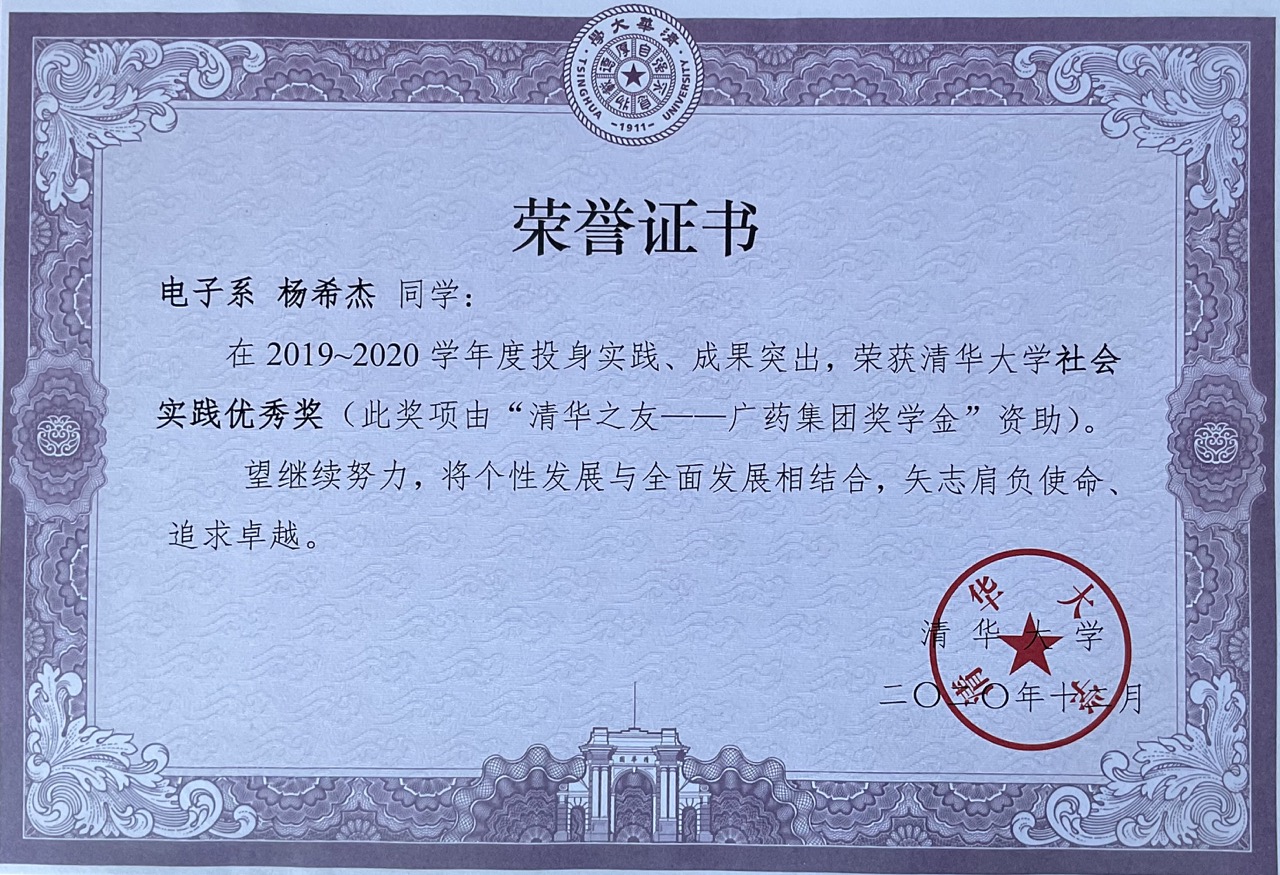 清華大學
自强不息
厚德載物
TSINGHUA UNIVERSITY
-1911-
荣誉证书
电子系 杨希杰 同学：
在 2019~2020 学年度投身实践、成果突出，荣获清华大学社会
实践优秀奖（此奖项由“清华之友——广药集团奖学金”资助）。
望继续努力，将个性发展与全面发展相结合，矢志肩负使命、
追求卓越。
清华大学
清华大学
二〇二〇年十二月
清華園